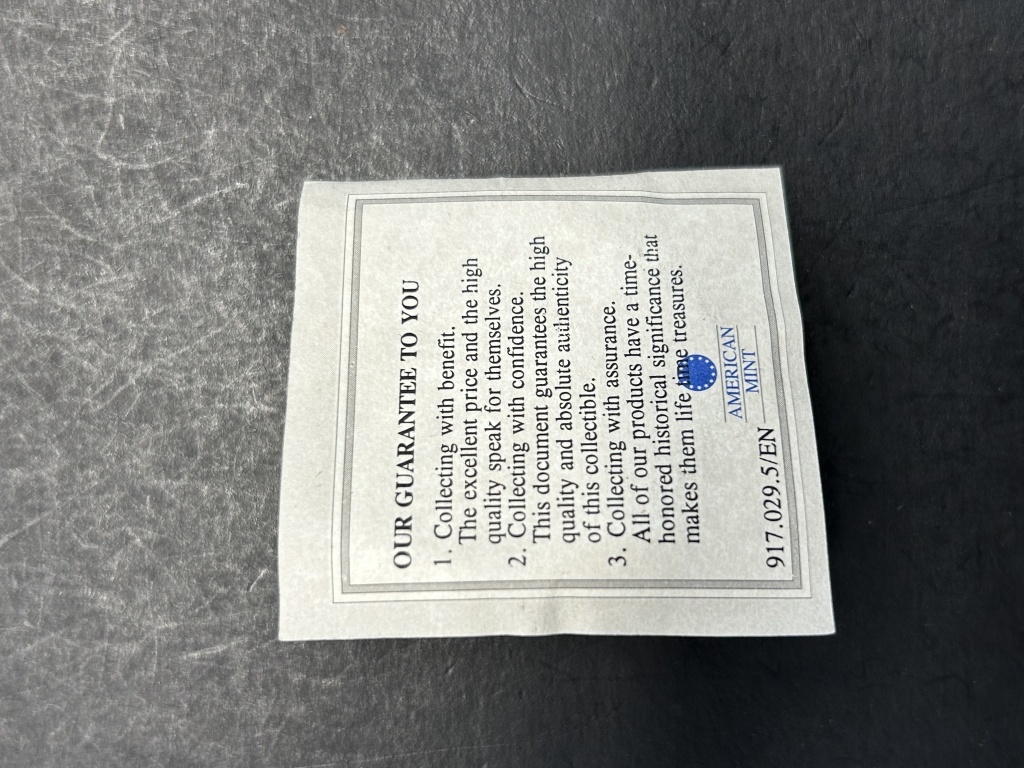 OUR GUARANTEE TO YOU
1. Collecting with benefit.
The excellent price and the high
quality speak for themselves.
2. Collecting with confidence.
This document guarantees the high
quality and absolute authenticity
of this collectible.
3. Collecting with assurance.
All of our products have a time-
honored historical significance that
makes them life time treasures.
AMERICAN
MINT
917.029.5/EN